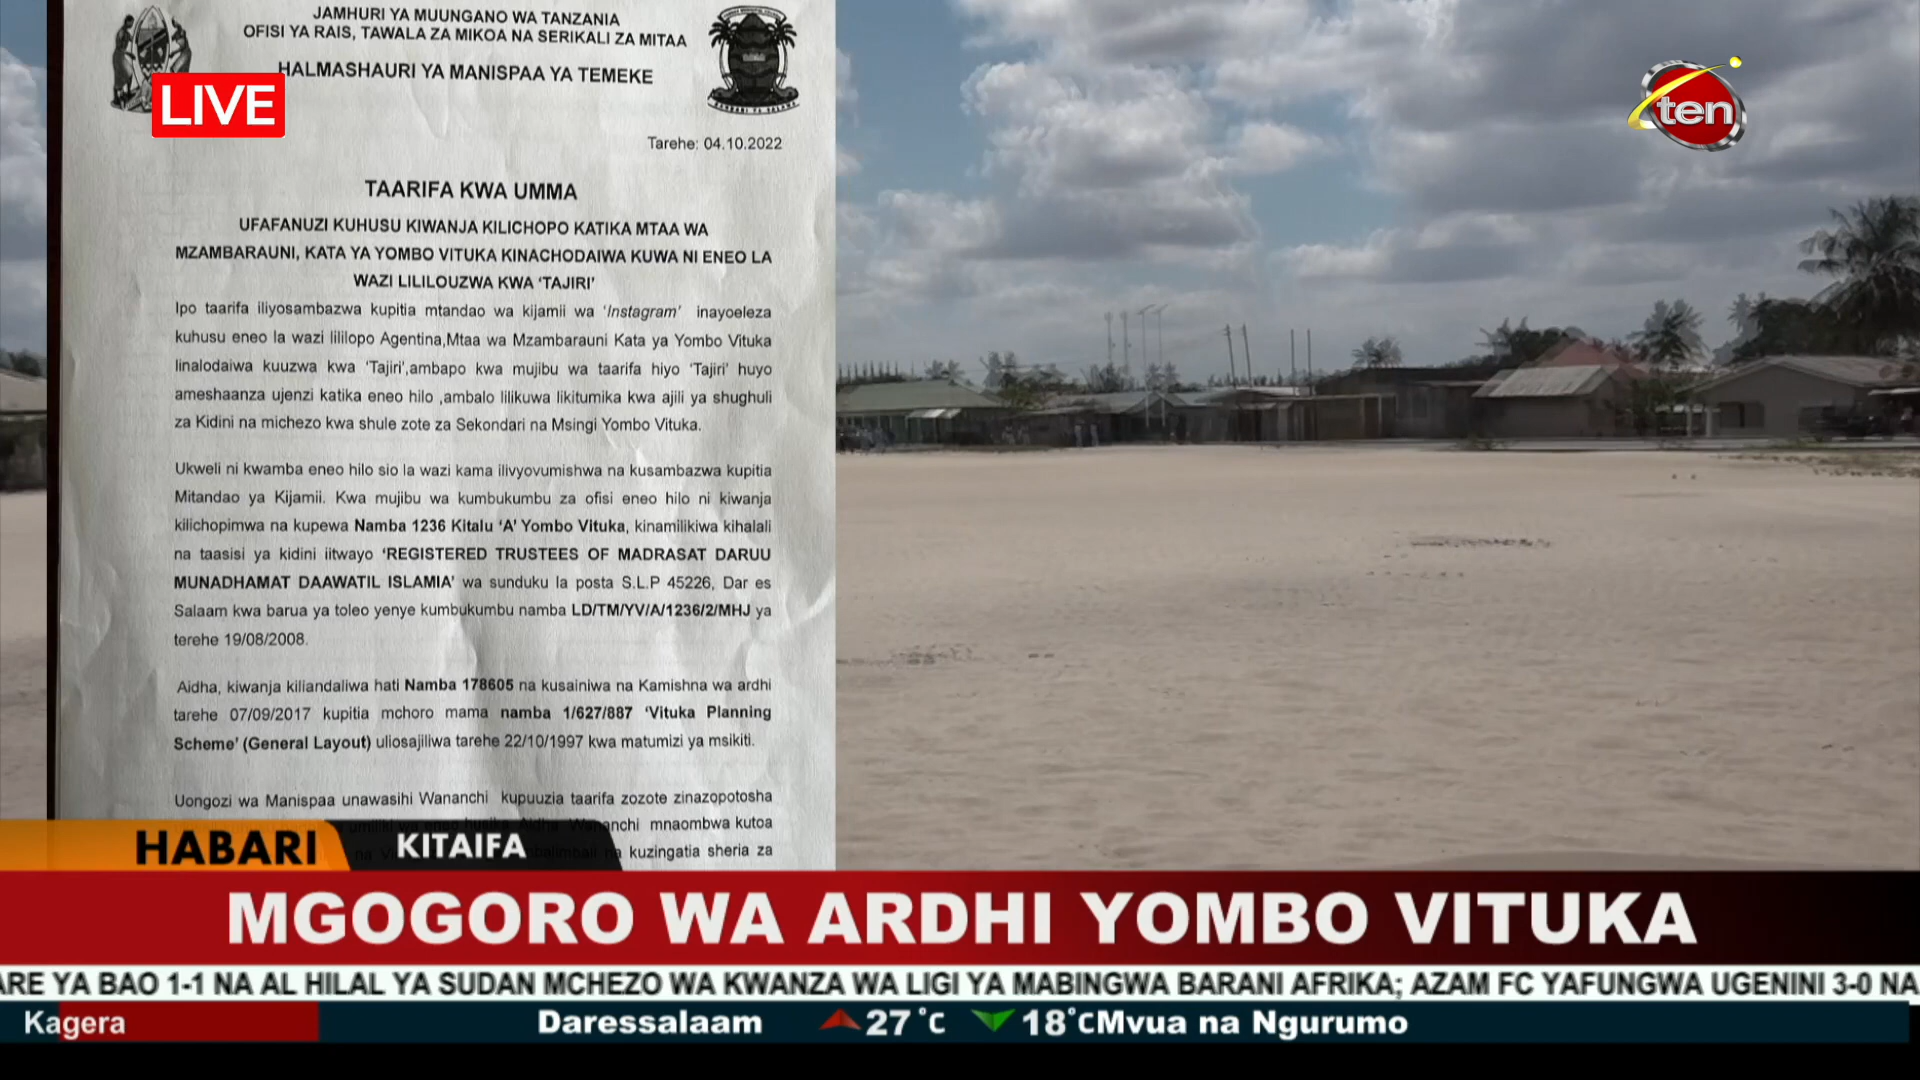 JAMHURI YA MUUNGANO WA TANZANIA
OFISI YA RAIS, TAWALA ZA MIKOA NA SERIKALI ZA MITAA
HALMASHAURI YA MANISPAA YA TEMEKE
LIVE
ten
Tarehe: 04.10.2022
TAARIFA KWA UMMA
UFAFANUZI KUHUSU KIWANJA KILICHOPO KATIKA MTAA WA
MZAMBARAUNI, KATA YA YOMBO VITUKA KINACHODAIWA KUWA NI ENEO LA
WAZI LILILOUZWA KWA ‘TAJIRI’
Ipo taarifa iliyosambazwa kupitia mtandao wa kijamii wa ‘Instagram’ inayoeleza
kuhusu eneo la wazi lililopo Agentina,Mtaa wa Mzambarauni Kata ya Yombo Vituka
linalodaiwa kuuzwa kwa ‘Tajiri’,ambapo kwa mujibu wa taarifa hiyo ‘Tajiri’ huyo
ameshaanza ujenzi katika eneo hilo ,ambalo lilikuwa likitumika kwa ajili ya shughuli
za Kidini na michezo kwa shule zote za Sekondari na Msingi Yombo Vituka.
Ukweli ni kwamba eneo hilo sio la wazi kama ilivyovumishwa na kusambazwa kupitia
Mitandao ya Kijamii. Kwa mujibu wa kumbukumbu za ofisi eneo hilo ni kiwanja
kilichopimwa na kupewa Namba 1236 Kitalu ‘A’ Yombo Vituka, kinamilikiwa kihalali
na taasisi ya kidini iitwayo ‘REGISTERED TRUSTEES OF MADRASAT DARUU
MUNADHAMAT DAAWATIL ISLAMIA’ wa sunduku la posta S.L.P 45226, Dar es
Salaam kwa barua ya toleo yenye kumbukumbu namba LD/TM/YV/A/1236/2/MHJ ya
terehe 19/08/2008.
Aidha, kiwanja kiliandaliwa hati Namba 178605 na kusainiwa na Kamishna wa ardhi
tarehe 07/09/2017 kupitia mchoro mama namba 1/627/887 ‘Vituka Planning
Scheme’ (General Layout) uliosajiliwa tarehe 22/10/1997 kwa matumizi ya msikiti.
Uongozi wa Manispaa unawasihi Wananchi kupuuzia taarifa zozote zinazopotosha
mnaombwa kutoa
kuzingatia sheria za
HABARI KITAIFA
MGOGORO WA ARDHI YOMBO VITUKA
ARE YA BAO 1-1 NA AL HILAL YA SUDAN MCHEZO WA KWANZA WA LIGI YA MABINGWA BARANI AFRIKA; AZAM FC YAFUNGWA UGENINI 3-0 NA
Kagera Daressalaam 27°C 18°C Mvua na Ngurumo